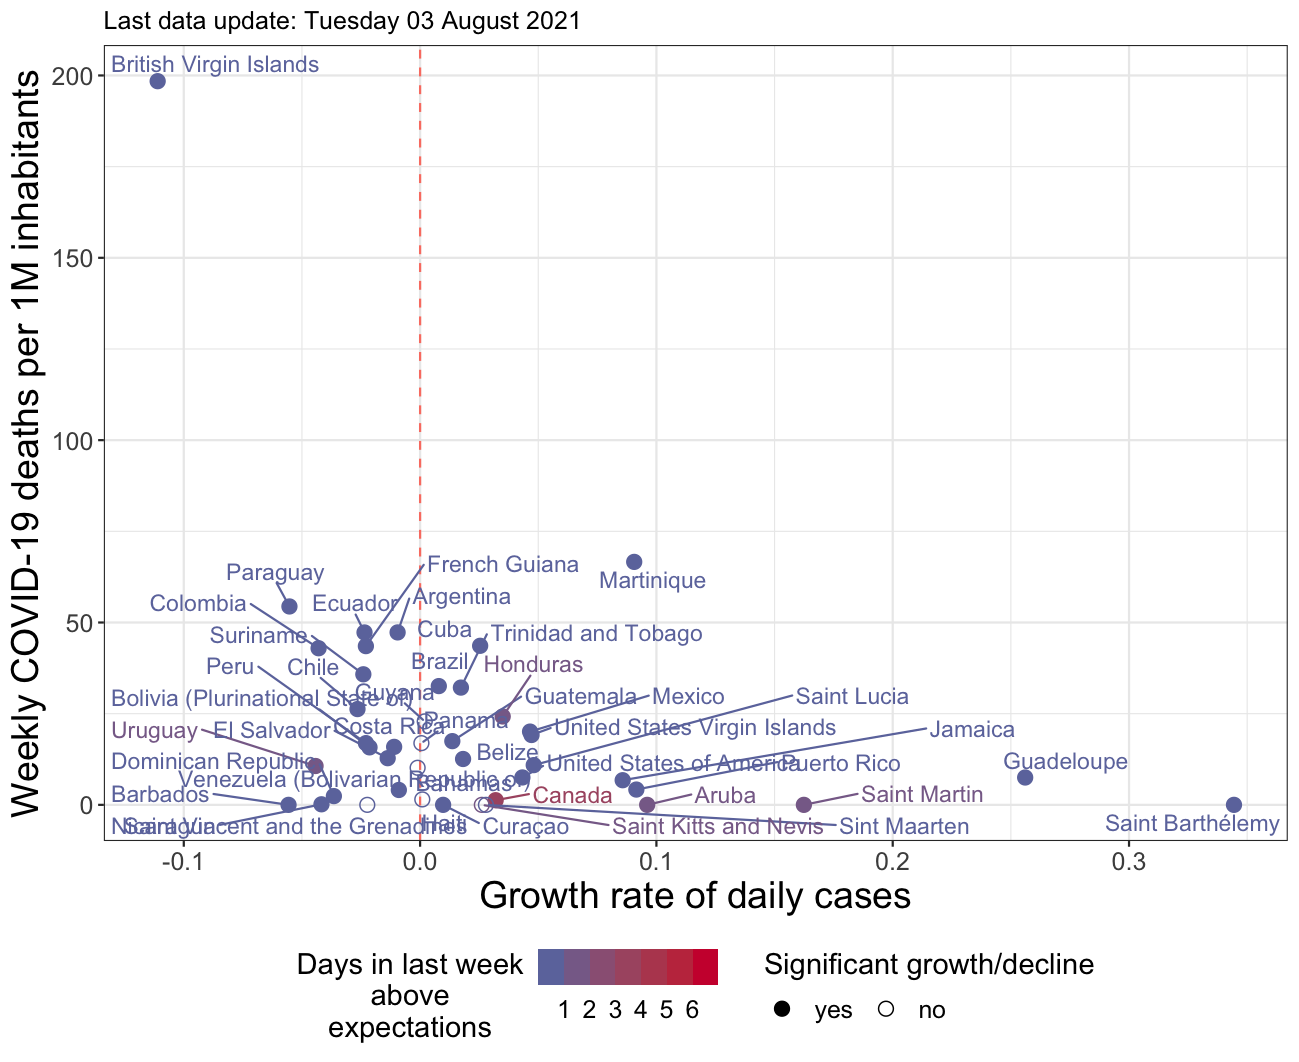 Last data update: Tuesday 03 August 2021
Weekly COVID-19 deaths per 1M inhabitants
200
150
100
50
0
British Virgin Islands
French Guiana
Paraguay
Martinique
Argentina
Colombia
Ecuador
Cuba
Suriname
Trinidad and Tobago
Brazil
Honduras
Peru
Chile
Guyana
Bolivia (Plurinational State of)
Guatemala
Mexico
Saint Lucia
Panama
Costa Rica
United States Virgin Islands
Uruguay
El Salvador
Jamaica
Belize
Dominican Republic
United States of America
Puerto Rico
Guadeloupe
Venezuela (Bolivarian Republic of)
Bahamas
Barbados
Canada
Aruba
Saint Martin
Nicaragua
Saint Vincent and the Grenadines
Haiti
Curaçao
Saint Kitts and Nevis
Sint Maarten
Saint Barthélemy
-0.1
0.0
0.1
0.2
0.3
Growth rate of daily cases
Days in last week
above
expectations
1 2 3 4 5 6
Significant growth/decline
yes
no